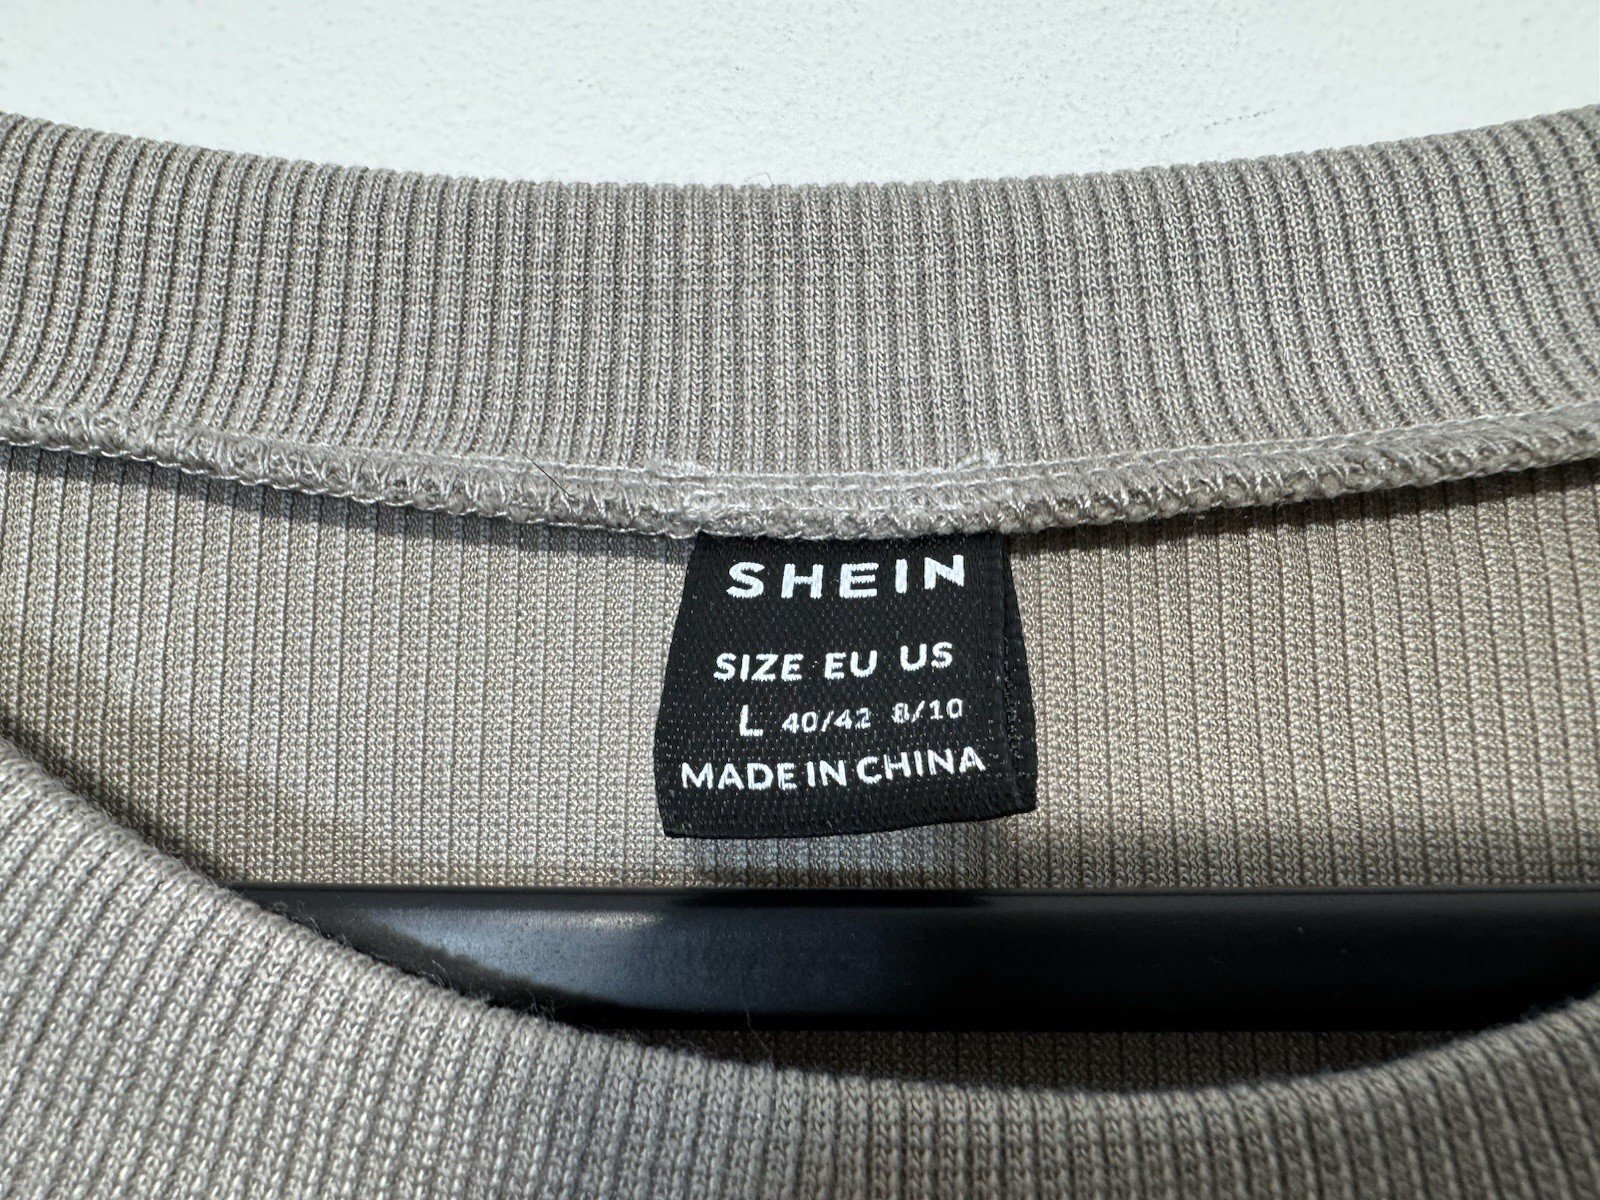 SHEIN
SIZE EU US
L 40/42 8/10
MADE IN CHINA